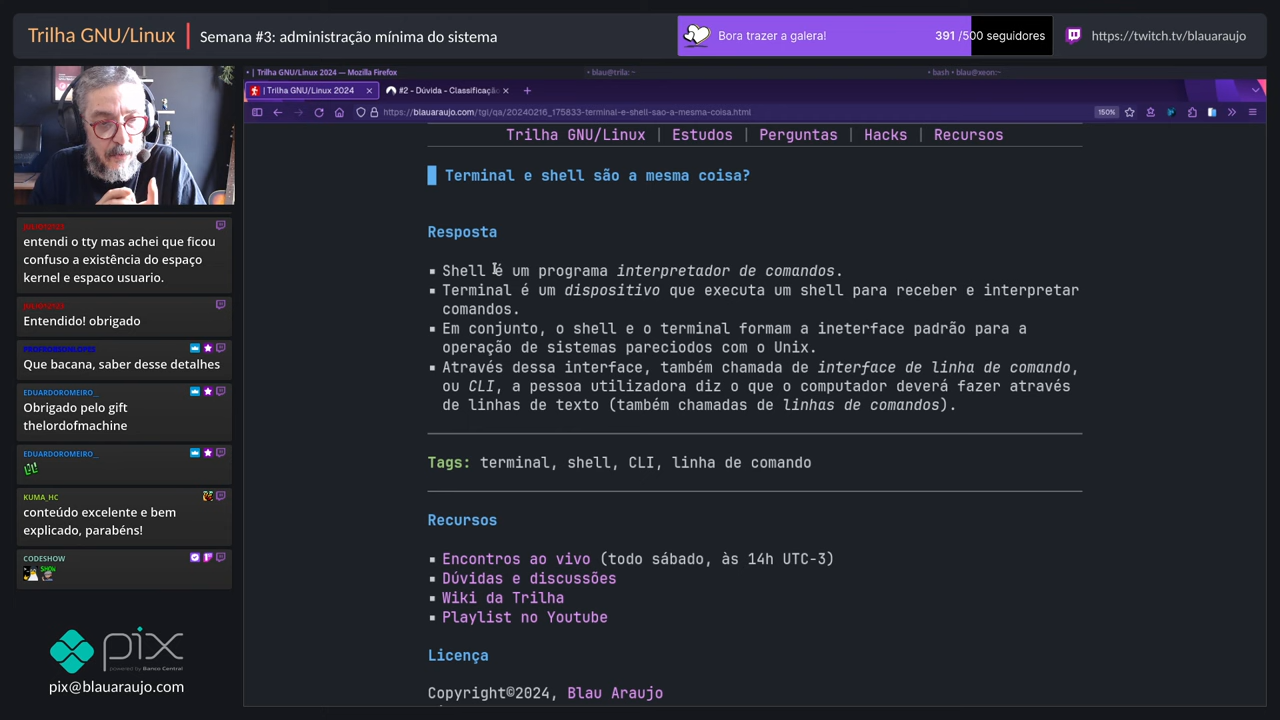 Trilha GNU/Linux
Semana #3: administração mínima do sistema
Bora trazer a galera!
391 /500 seguidores
https://twitch.tv/blauaraujo
| Trilha GNU/Linux 2024 — Mozilla Firefox
blau@trila:~
bash • blau@xeon:~
| Trilha GNU/Linux 2024
#2 - Dúvida - Classificação
https://blauaraujo.com/tgl/qa/20240216_175833-terminal-e-shell-sao-a-mesma-coisa.html
150%
Trilha GNU/Linux | Estudos | Perguntas | Hacks | Recursos
Terminal e shell são a mesma coisa?
Resposta
Shell é um programa interpretador de comandos.
Terminal é um dispositivo que executa um shell para receber e interpretar
comandos.
Em conjunto, o shell e o terminal formam a ineterface padrão para a
operação de sistemas pareciodos com o Unix.
Através dessa interface, também chamada de interface de linha de comando,
ou CLI, a pessoa utilizadora diz o que o computador deverá fazer através
de linhas de texto (também chamadas de linhas de comandos).
Tags: terminal, shell, CLI, linha de comando
Recursos
Encontros ao vivo (todo sábado, às 14h UTC-3)
Dúvidas e discussões
Wiki da Trilha
Playlist no Youtube
Licença
Copyright©2024, Blau Araujo
entendi o tty mas achei que ficou
confuso a existência do espaço
kernel e espaco usuario.
Entendido! obrigado
Que bacana, saber desse detalhes
EDUARDOROMEIRO__
Obrigado pelo gift
thelordofmachine
EDUARDOROMEIRO__
KUMA_HC
conteúdo excelente e bem
explicado, parabéns!
CODESHOW
pix
powered by Banco Central
pix@blauaraujo.com